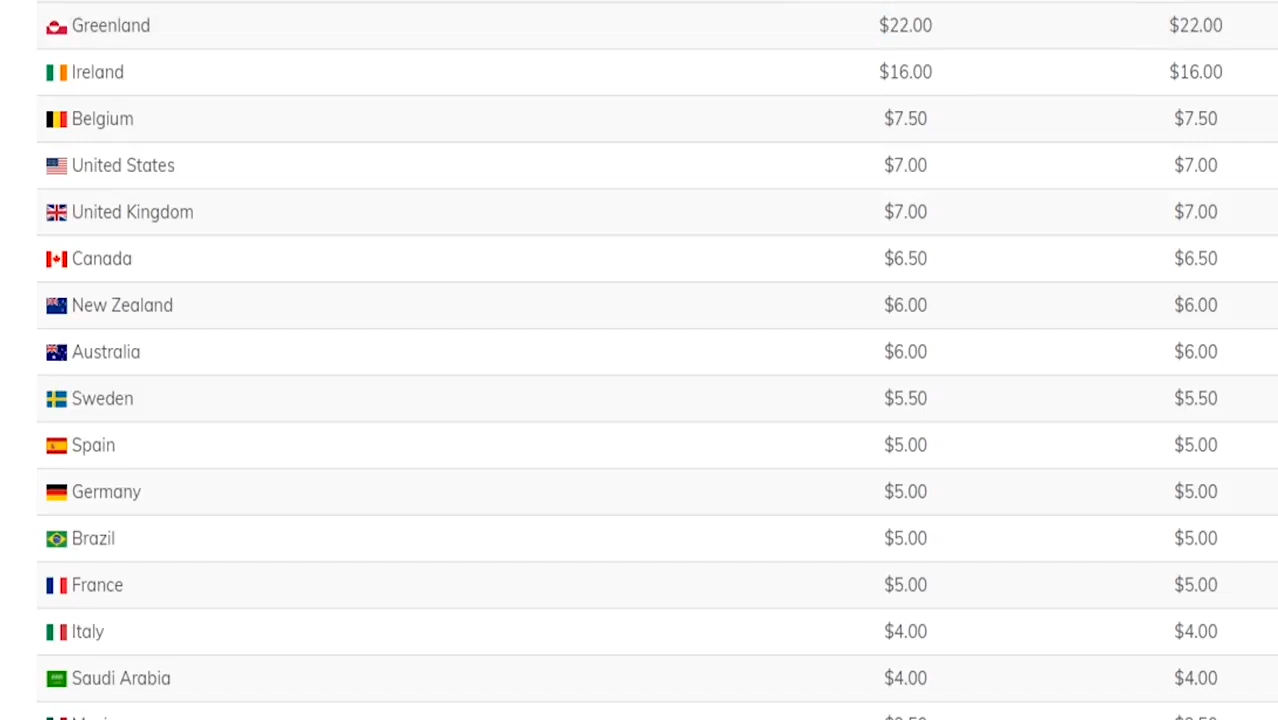 Greenland $22.00 $22.00
Ireland $16.00 $16.00
Belgium $7.50 $7.50
United States $7.00 $7.00
United Kingdom $7.00 $7.00
Canada $6.50 $6.50
New Zealand $6.00 $6.00
Australia $6.00 $6.00
Sweden $5.50 $5.50
Spain $5.00 $5.00
Germany $5.00 $5.00
Brazil $5.00 $5.00
France $5.00 $5.00
Italy $4.00 $4.00
Saudi Arabia $4.00 $4.00